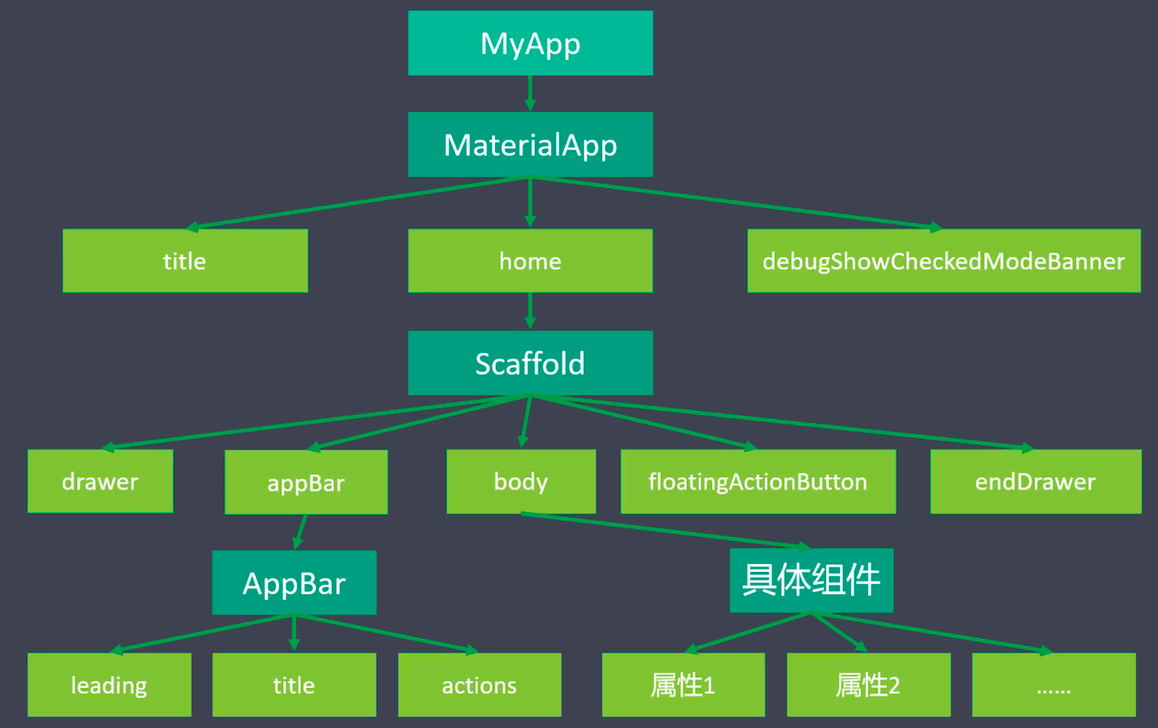 MyApp
MaterialApp
title
home
debugShowCheckedModeBanner
Scaffold
drawer
appBar
body
floatingActionButton
endDrawer
AppBar
具体组件
leading
title
actions
属性1
属性2
……